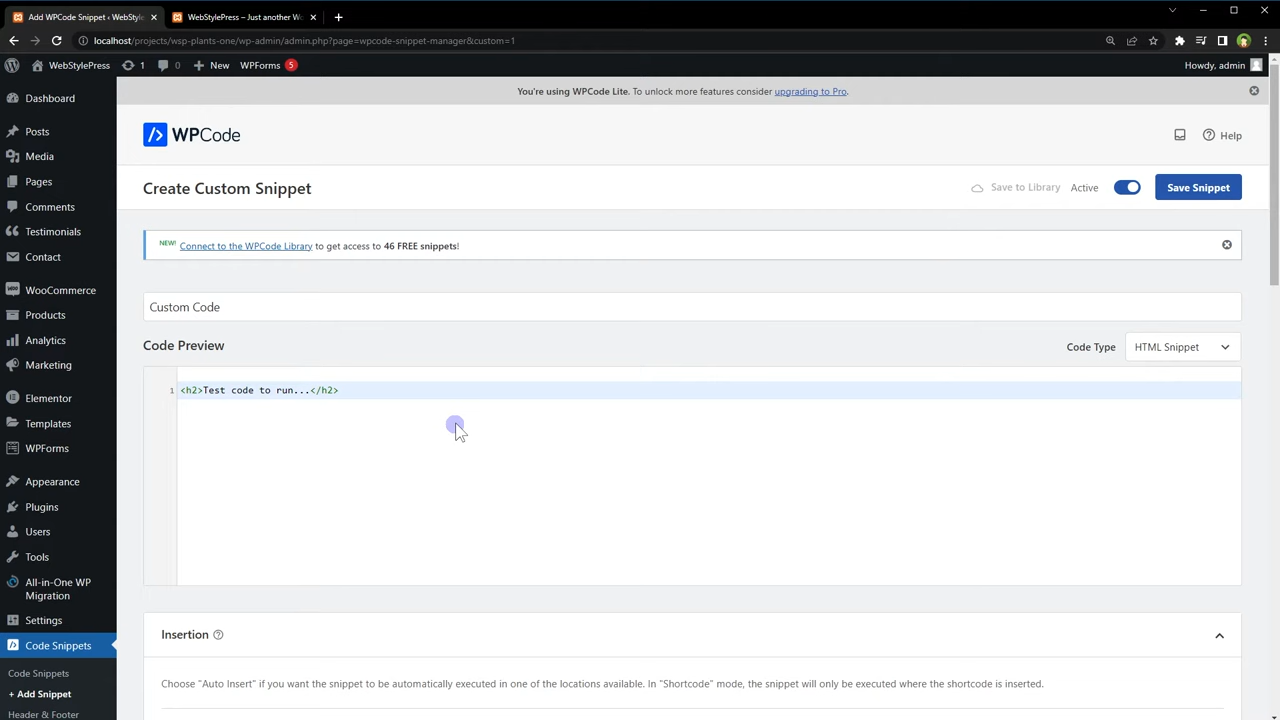 Add WPCode Snippet ‹ WebStyle
WebStylePress – Just another W
localhost/projects/wsp-plants-one/wp-admin/admin.php?page=wpcode-snippet-manager&custom=1
WebStylePress 1 0 New WPForms 5 Howdy, admin
Dashboard
Posts
Media
Pages
Comments
Testimonials
Contact
WooCommerce
Products
Analytics
Marketing
Elementor
Templates
WPForms
Appearance
Plugins
Users
Tools
All-in-One WP
Migration
Settings
Code Snippets
Code Snippets
+ Add Snippet
Header & Footer
You're using WPCode Lite. To unlock more features consider upgrading to Pro.
WPCode
Help
Create Custom Snippet
Save to Library Active Save Snippet
NEW! Connect to the WPCode Library to get access to 46 FREE snippets!
Custom Code
Code Preview
Code Type HTML Snippet
1 <h2>Test code to run...</h2>
Insertion
Choose "Auto Insert" if you want the snippet to be automatically executed in one of the locations available. In "Shortcode" mode, the snippet will only be executed where the shortcode is inserted.